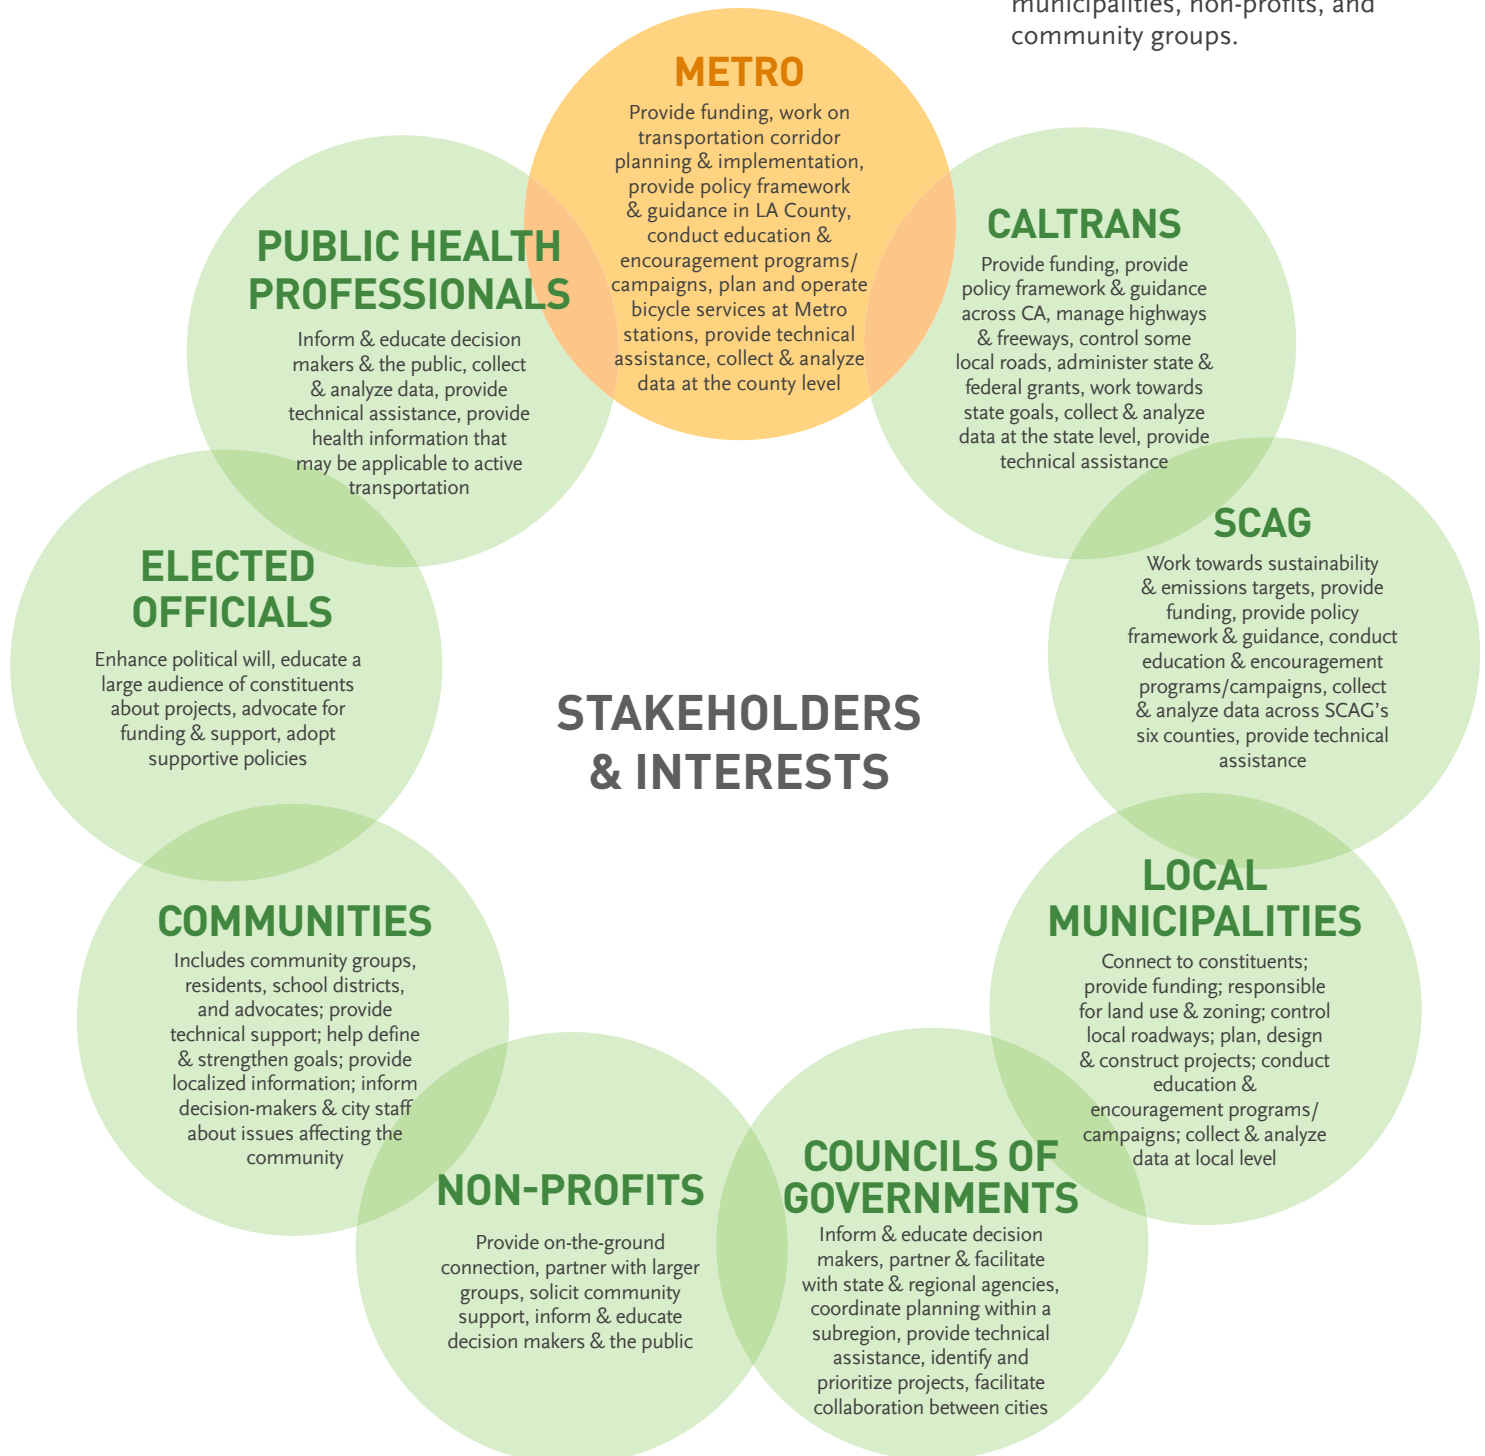 municipalities, non-profits, and
community groups.
METRO
Provide funding, work on
transportation corridor
planning & implementation,
provide policy framework
& guidance in LA County,
conduct education &
encouragement programs/
campaigns, plan and operate
bicycle services at Metro
stations, provide technical
assistance, collect & analyze
data at the county level
CALTRANS
Provide funding, provide
policy framework & guidance
across CA, manage highways
& freeways, control some
local roads, administer state &
federal grants, work towards
state goals, collect & analyze
data at the state level, provide
technical assistance
SCAG
Work towards sustainability
& emissions targets, provide
funding, provide policy
framework & guidance, conduct
education & encouragement
programs/campaigns, collect
& analyze data across SCAG’s
six counties, provide technical
assistance
LOCAL
MUNICIPALITIES
Connect to constituents;
provide funding; responsible
for land use & zoning; control
local roadways; plan, design
& construct projects; conduct
education &
encouragement programs/
campaigns; collect & analyze
data at local level
COUNCILS OF
GOVERNMENTS
Inform & educate decision
makers, partner & facilitate
with state & regional agencies,
coordinate planning within a
subregion, provide technical
assistance, identify and
prioritize projects, facilitate
collaboration between cities
NON-PROFITS
Provide on-the-ground
connection, partner with larger
groups, solicit community
support, inform & educate
decision makers & the public
COMMUNITIES
Includes community groups,
residents, school districts,
and advocates; provide
technical support; help define
& strengthen goals; provide
localized information; inform
decision-makers & city staff
about issues affecting the
community
ELECTED
OFFICIALS
Enhance political will, educate a
large audience of constituents
about projects, advocate for
funding & support, adopt
supportive policies
PUBLIC HEALTH
PROFESSIONALS
Inform & educate decision
makers & the public, collect
& analyze data, provide
technical assistance, provide
health information that
may be applicable to active
transportation
STAKEHOLDERS
& INTERESTS